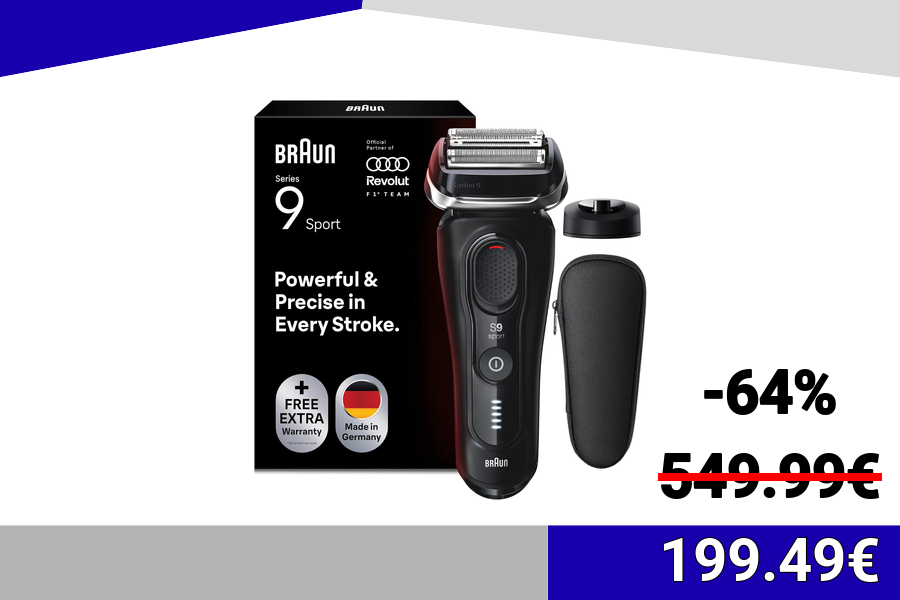 BRAUN
BRAUN
Series
9 Sport
Official
Partner of
Revolut
F1® TEAM
Powerful &
Precise in
Every Stroke.
+
FREE
EXTRA
Warranty
Made in
Germany
Series 9
S9
sport
BRAUN
-64%
549.99€
199.49€